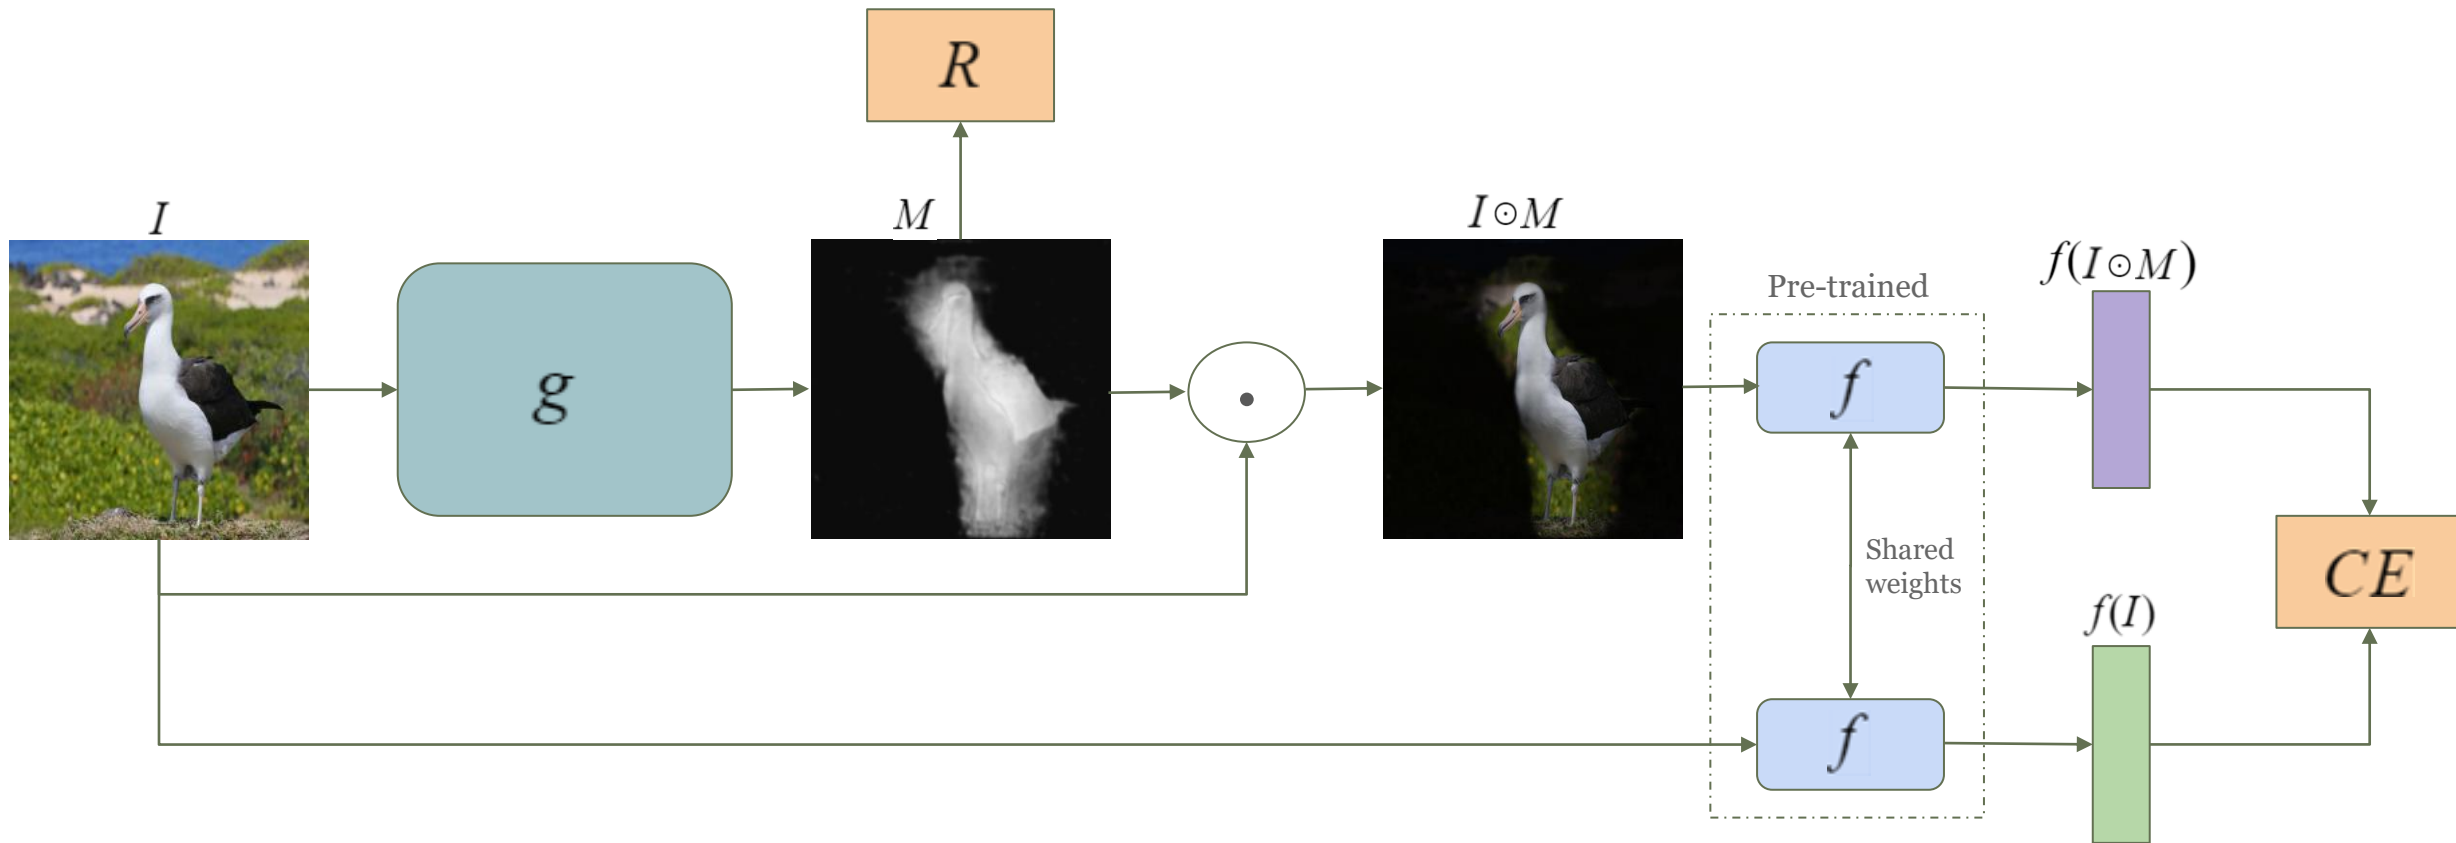 R
I
M
I⊙M
f(I⊙M)
Pre-trained
g
f
Shared
weights
CE
f(I)
f